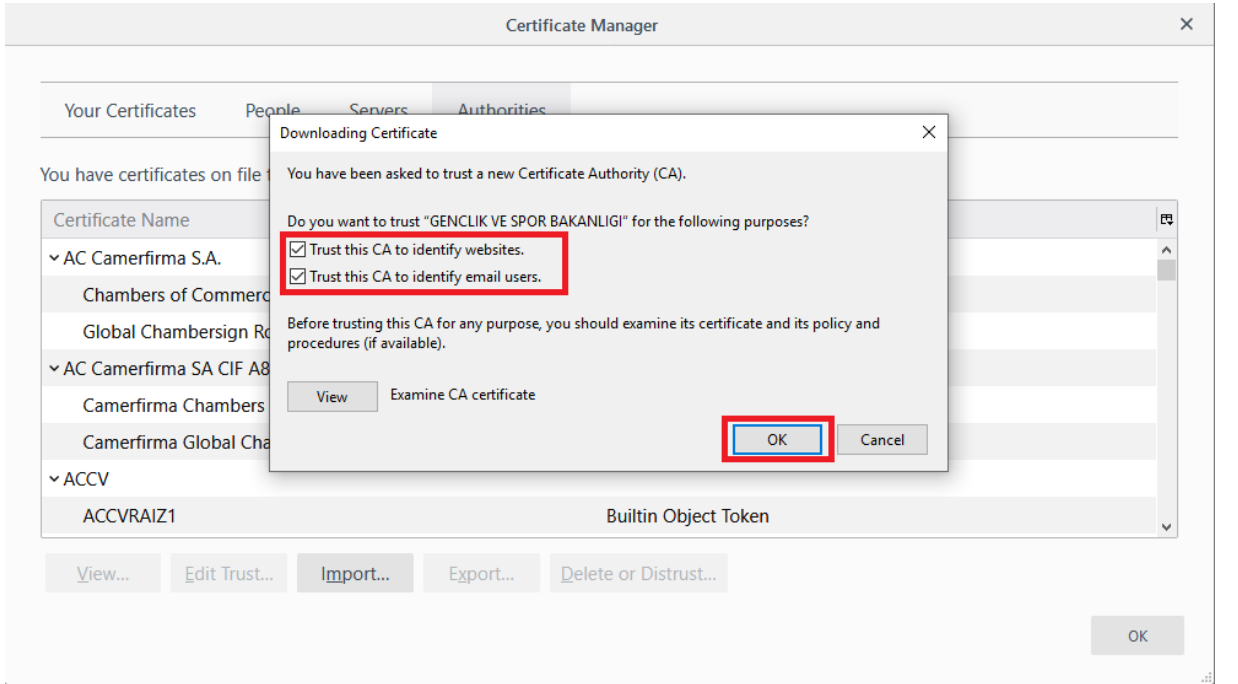 Certificate Manager
Your Certificates People Servers Authorities
Downloading Certificate
You have certificates on file
You have been asked to trust a new Certificate Authority (CA).
Certificate Name
Do you want to trust “GENCLIK VE SPOR BAKANLIGI” for the following purposes?
Trust this CA to identify websites.
Trust this CA to identify email users.
AC Camerfirma S.A.
Chambers of Commerc
Global Chambersign Ro
Before trusting this CA for any purpose, you should examine its certificate and its policy and
procedures (if available).
AC Camerfirma SA CIF A8
Camerfirma Chambers
View Examine CA certificate
Camerfirma Global Cha
OK Cancel
ACCV
ACCVRAIZ1 Builtin Object Token
View... Edit Trust... Import... Export... Delete or Distrust...
OK